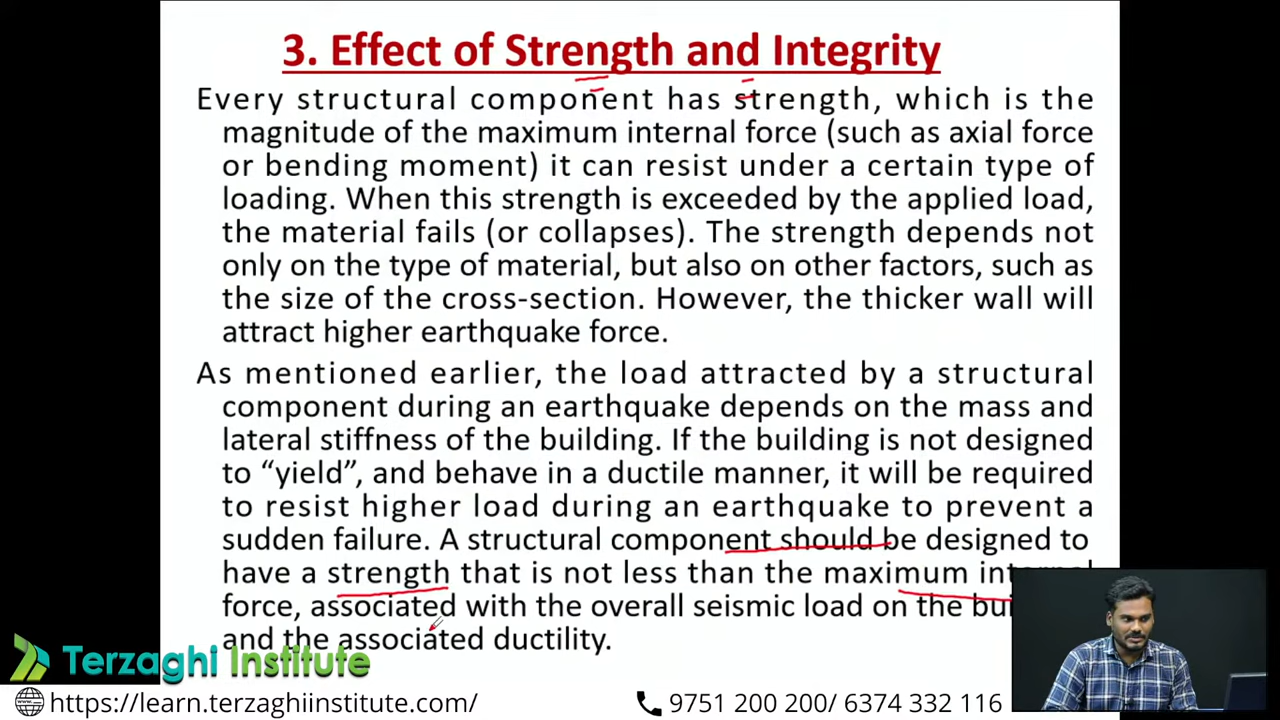 3. Effect of Strength and Integrity
Every structural component has strength, which is the
magnitude of the maximum internal force (such as axial force
or bending moment) it can resist under a certain type of
loading. When this strength is exceeded by the applied load,
the material fails (or collapses). The strength depends not
only on the type of material, but also on other factors, such as
the size of the cross-section. However, the thicker wall will
attract higher earthquake force.
As mentioned earlier, the load attracted by a structural
component during an earthquake depends on the mass and
lateral stiffness of the building. If the building is not designed
to “yield”, and behave in a ductile manner, it will be required
to resist higher load during an earthquake to prevent a
sudden failure. A structural component should be designed to
have a strength that is not less than the maximum
force, associated with the overall seismic load on the
and the associated ductility.
Terzaghi Institute
https://learn.terzaghiinstitute.com/ 9751 200 200/ 6374 332 116